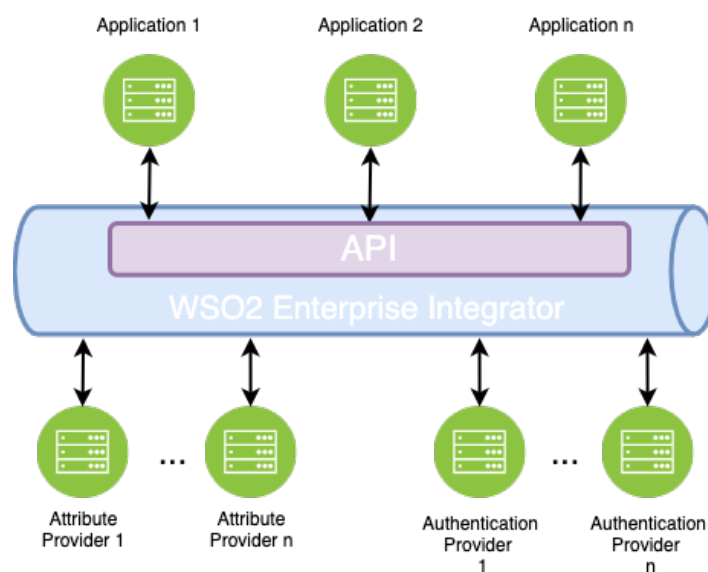 Application 1
Application 2
Application n
API
WSO2 Enterprise Integrator
...
...
Attribute
Provider 1
Attribute
Provider n
Authentication
Provider
1
Authentication
Provider
n